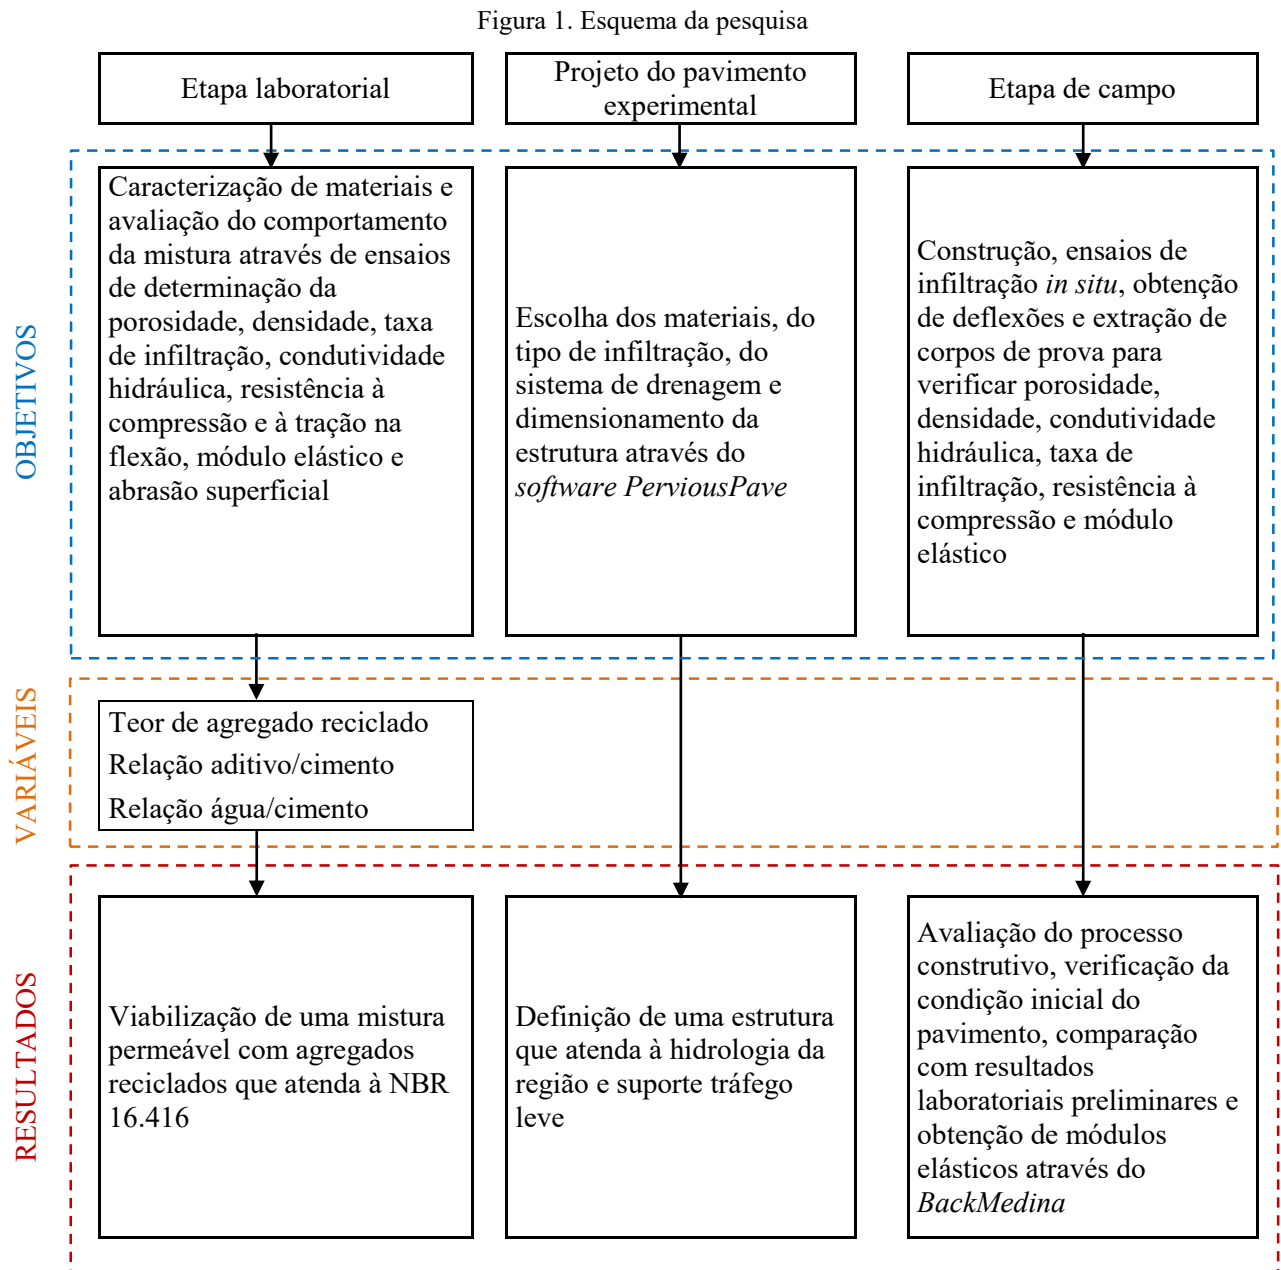 Figura 1. Esquema da pesquisa
Etapa laboratorial
Projeto do pavimento
experimental
Etapa de campo
OBJETIVOS
Caracterização de materiais e
avaliação do comportamento
da mistura através de ensaios
de determinação da
porosidade, densidade, taxa
de infiltração, condutividade
hidráulica, resistência à
compressão e à tração na
flexão, módulo elástico e
abrasão superficial
Escolha dos materiais, do
tipo de infiltração, do
sistema de drenagem e
dimensionamento da
estrutura através do
software PerviousPave
Construção, ensaios de
infiltração in situ, obtenção
de deflexões e extração de
corpos de prova para
verificar porosidade,
densidade, condutividade
hidráulica, taxa de
infiltração, resistência à
compressão e módulo
elástico
VARIÁVEIS
Teor de agregado reciclado
Relação aditivo/cimento
Relação água/cimento
RESULTADOS
Viabilização de uma mistura
permeável com agregados
reciclados que atenda à NBR
16.416
Definição de uma estrutura
que atenda à hidrologia da
região e suporte tráfego
leve
Avaliação do processo
construtivo, verificação da
condição inicial do
pavimento, comparação
com resultados
laboratoriais preliminares e
obtenção de módulos
elásticos através do
BackMedina